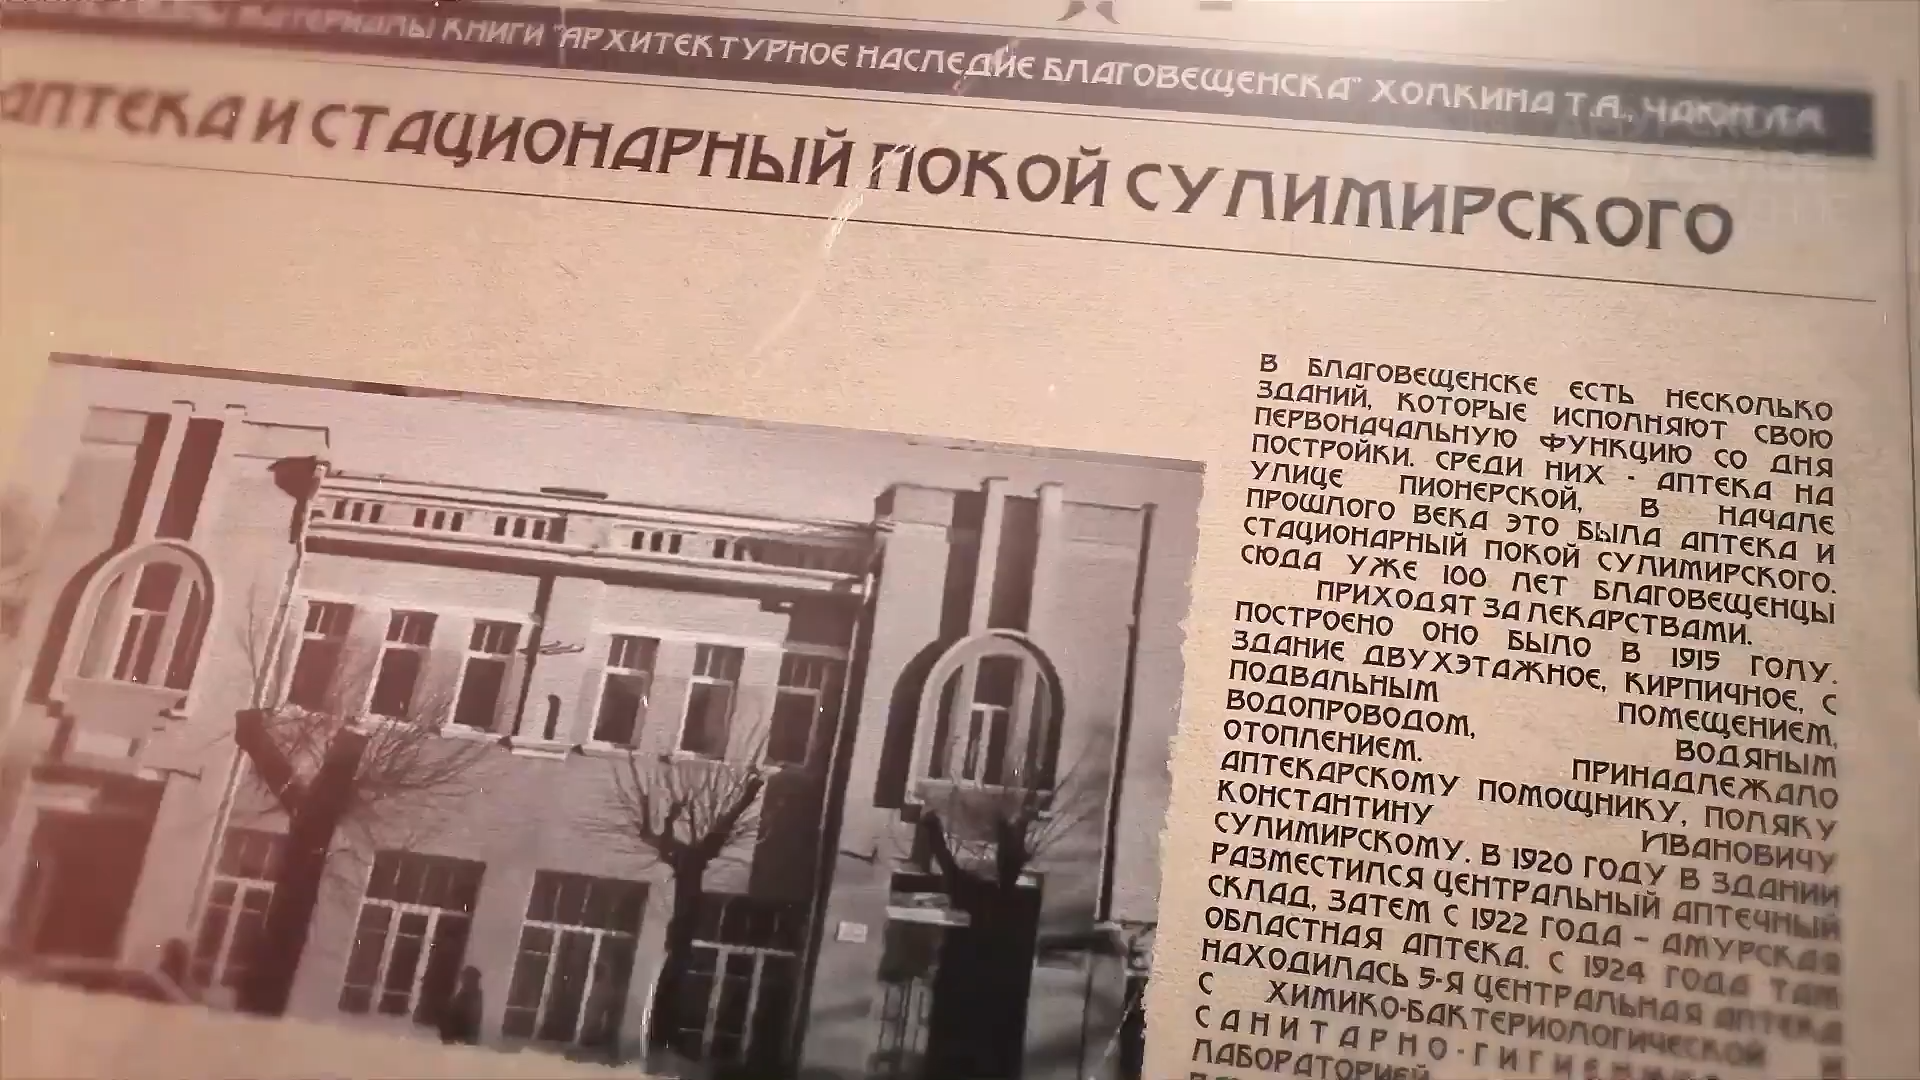 МАТЕРИАЛЫ КНИГИ "АРХИТЕКТУРНОЕ НАСЛЕДИЕ БЛАГОВЕЩЕНСКА" ХОЛКИНА Т.А.,
АПТЕКА И СТАЦИОНАРНЫЙ ПОКОЙ СУЛИМИРСКОГО
В БЛАГОВЕЩЕНСКЕ ЕСТЬ НЕСКОЛЬКО
ЗДАНИЙ, КОТОРЫЕ ИСПОЛНЯЮТ СВОЮ
ПЕРВОНАЧАЛЬНУЮ ФУНКЦИЮ СО ДНЯ
ПОСТРОЙКИ. СРЕДИ НИХ - АПТЕКА НА
УЛИЦЕ ПИОНЕРСКОЙ, В НАЧАЛЕ
ПРОШЛОГО ВЕКА ЭТО БЫЛА АПТЕКА И
СТАЦИОНАРНЫЙ ПОКОЙ СУЛИМИРСКОГО.
СЮДА УЖЕ 100 ЛЕТ БЛАГОВЕЩЕНЦЫ
ПРИХОДЯТ ЗА ЛЕКАРСТВАМИ.
ПОСТРОЕНО ОНО БЫЛО В 1915 ГОЛУ.
ЗДАНИЕ ДВУХЭТАЖНОЕ, КИРПИЧНОЕ, С
ПОДВАЛЬНЫМ ПОМЕЩЕНИЕМ,
ВОДОПРОВОДОМ, ВОДЯНЫМ
ОТОПЛЕНИЕМ. ПРИНАДЛЕЖАЛО
АПТЕКАРСКОМУ ПОМОЩНИКУ, ПОЛЯКУ
КОНСТАНТИНУ ИВАНОВИЧУ
СУЛИМИРСКОМУ. В 1920 ГОДУ В ЗДАНИИ
РАЗМЕСТИЛСЯ ЦЕНТРАЛЬНЫЙ АПТЕЧНЫЙ
СКЛАД, ЗАТЕМ С 1922 ГОДА – АМУРСКАЯ
ОБЛАСТНАЯ АПТЕКА. С 1924 ГОДА ТАМ
НАХОДИЛАСЬ 5-Я ЦЕНТРАЛЬНАЯ АПТЕКА
С ХИМИКО-БАКТЕРИОЛОГИЧЕСКОЙ И
САНИТАРНО-ГИГИЕНИЧЕСКОЙ
ЛАБОРАТОРИЕЙ